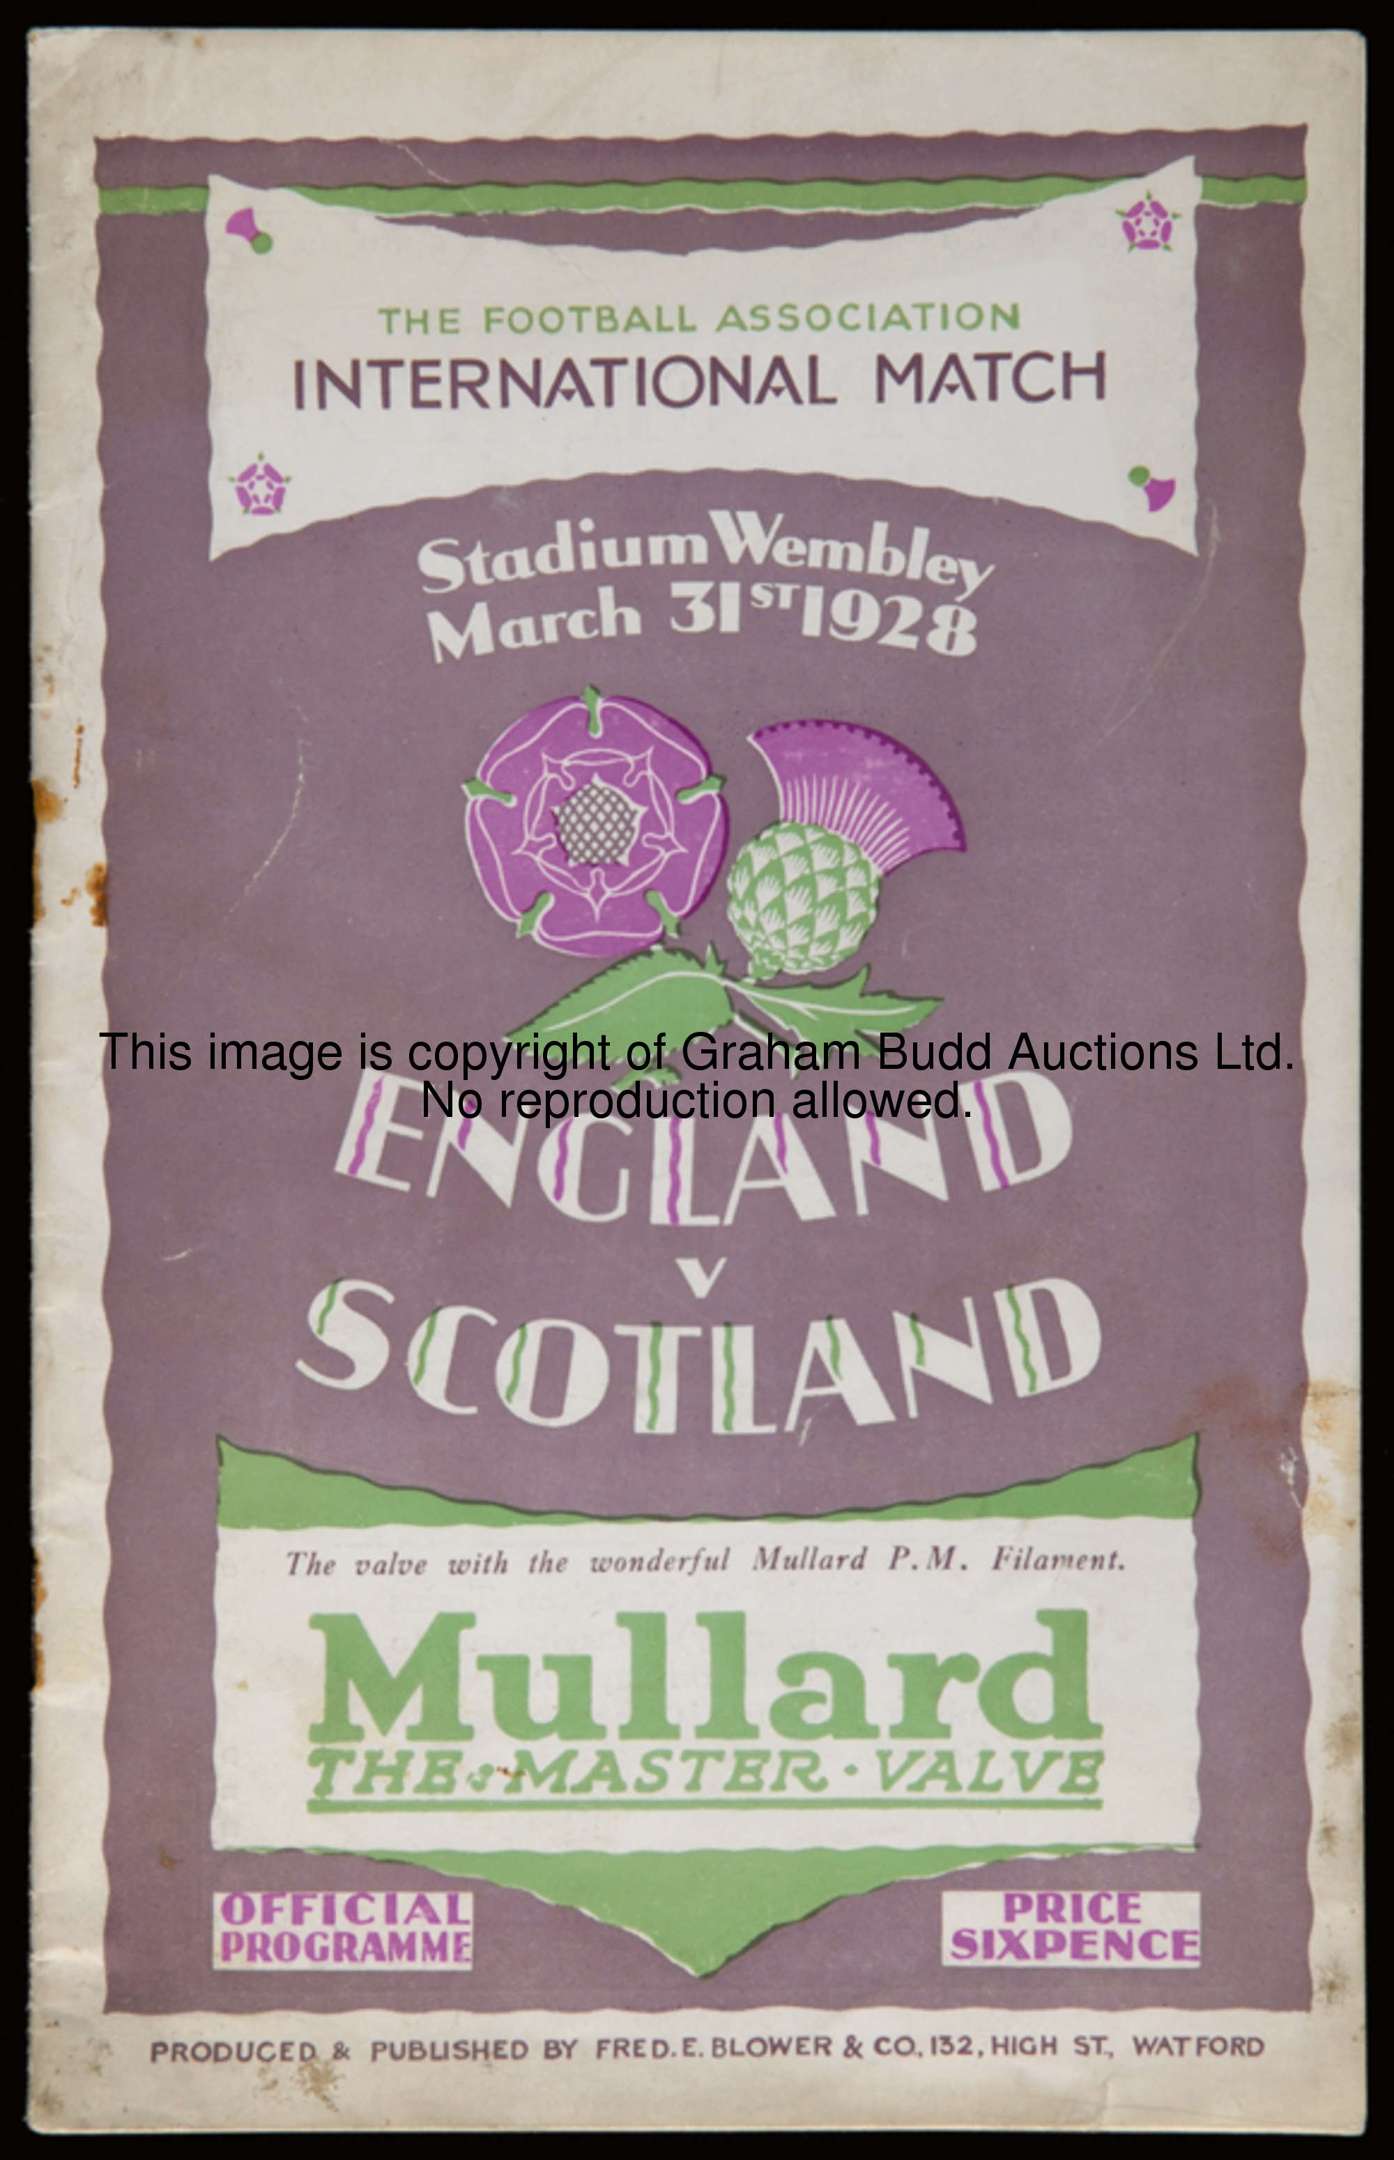 THE FOOTBALL ASSOCIATION
INTERNATIONAL MATCH
Stadium Wembley
March 31ST 1928
This image is copyright of Graham Budd Auctions Ltd.
No reproduction allowed.
ENGLAND
v
SCOTLAND
The valve with the wonderful Mullard P.M. Filament.
Mullard
THE · MASTER · VALVE
OFFICIAL
PROGRAMME
PRICE
SIXPENCE
PRODUCED & PUBLISHED BY FRED. E. BLOWER & CO., 132, HIGH ST., WATFORD